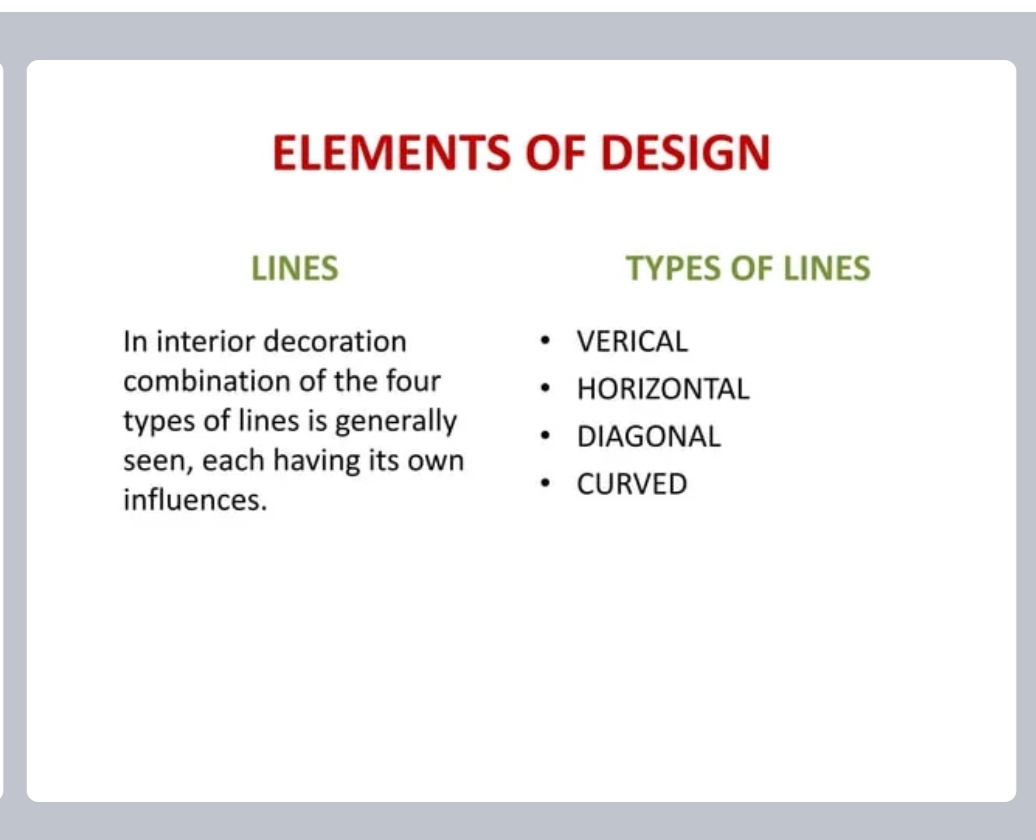 ELEMENTS OF DESIGN
LINES
In interior decoration
combination of the four
types of lines is generally
seen, each having its own
influences.
TYPES OF LINES
• VERICAL
• HORIZONTAL
• DIAGONAL
• CURVED